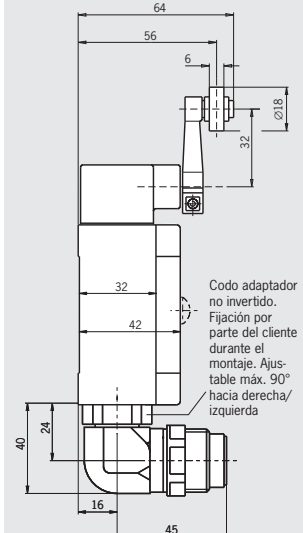 64
56
6
Ø18
32
32
42
Codo adaptador
no invertido.
Fijación por
parte del cliente
durante el
montaje. Ajus-
table máx. 90°
hacia derecha/
izquierda
40
24
16
45